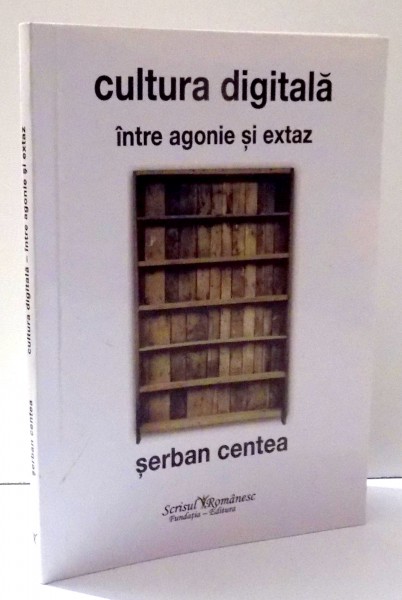 cultura digitală
între agonie și extaz
șerban centea
Scrisul Românesc
Fundația – Editura
șerban centea
cultura digitală – între agonie și extaz